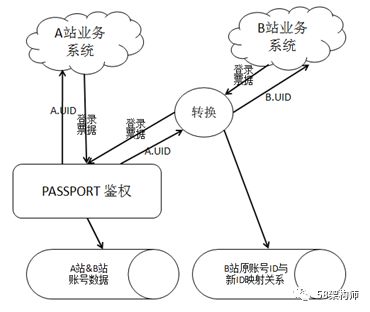 A站业务
系统
B站业务
系统
登录
票据
A.UID
登录
票据
B.UID
转换
登录
票据
A.UID
PASSPORT 鉴权
A站&B站
账号数据
B站原账号ID与
新ID映射关系
58架构师